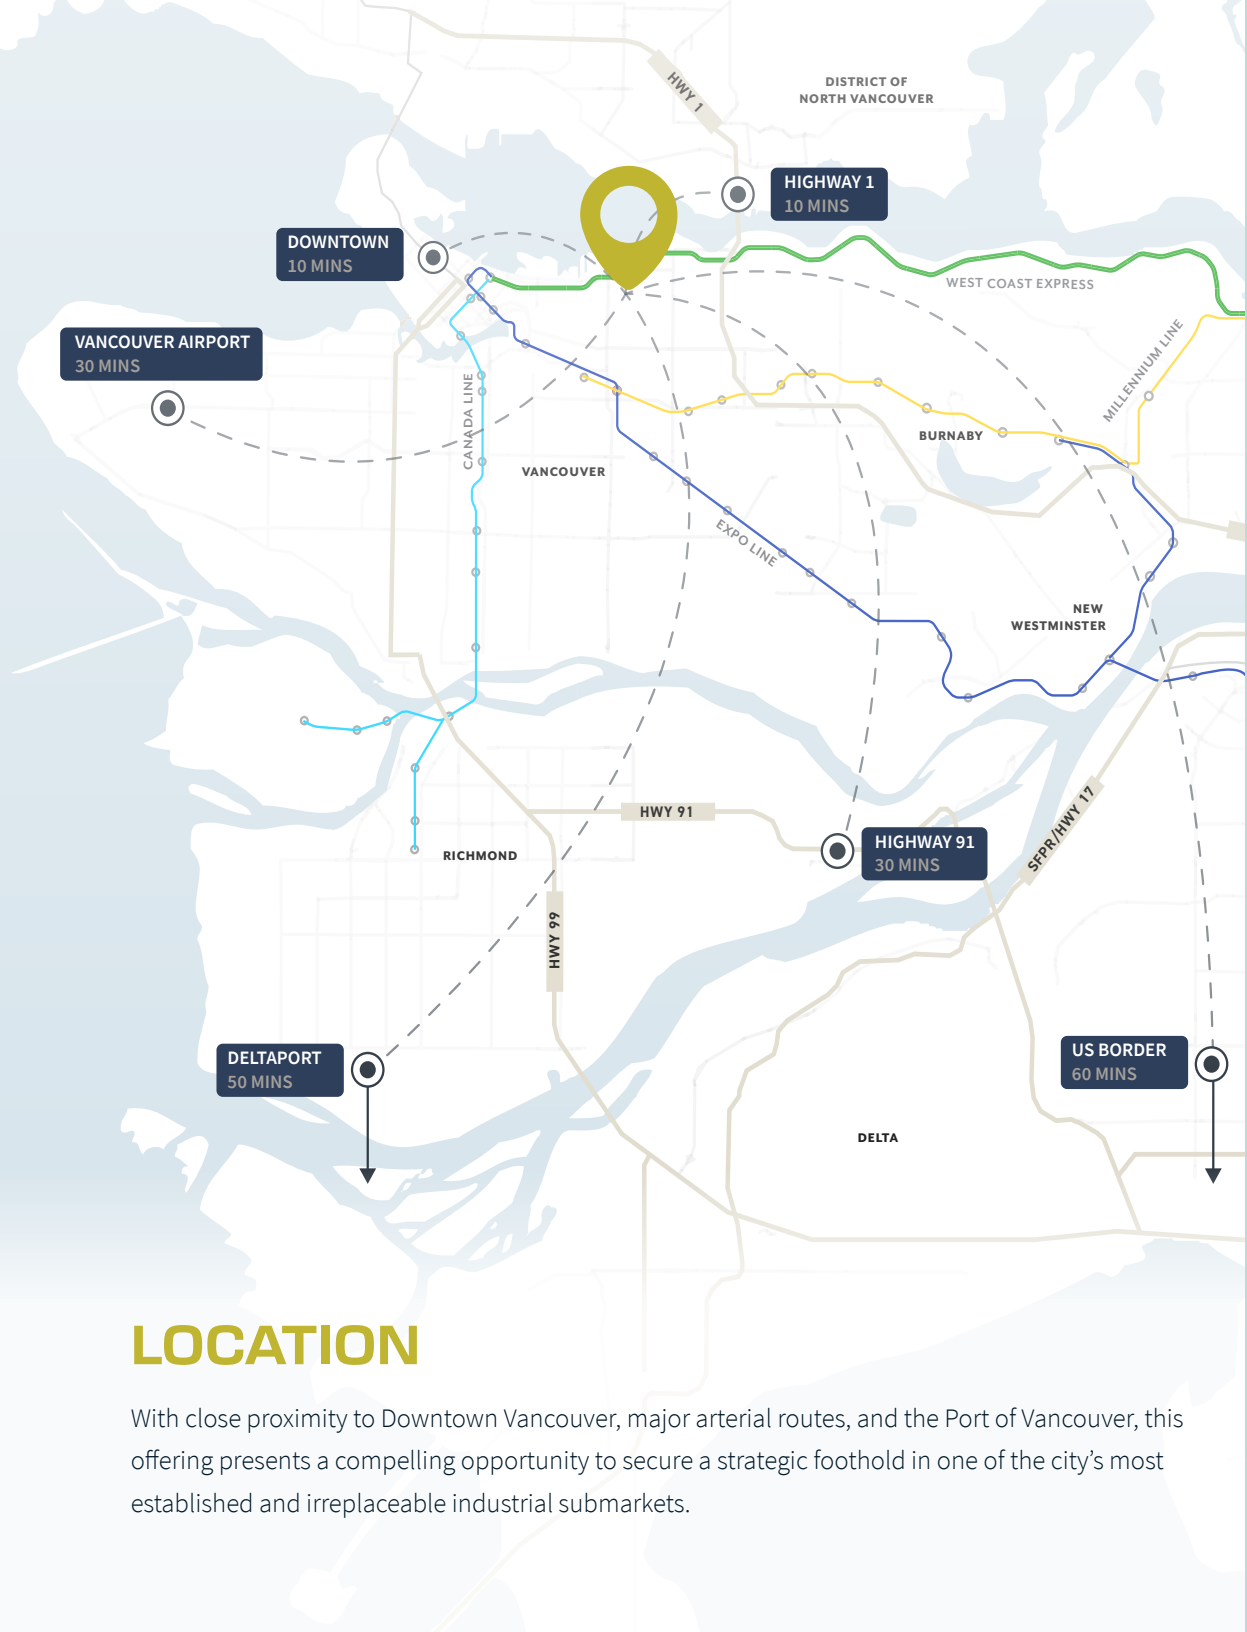 HWY 1
DISTRICT OF
NORTH VANCOUVER
HIGHWAY 1
10 MINS
DOWNTOWN
10 MINS
WEST COAST EXPRESS
VANCOUVER AIRPORT
30 MINS
MILLENNIUM LINE
CANADA LINE
BURNABY
VANCOUVER
EXPO LINE
NEW
WESTMINSTER
HWY 91
SFPR/HWY 17
HIGHWAY 91
30 MINS
RICHMOND
HWY 99
DELTAPORT
50 MINS
US BORDER
60 MINS
DELTA
LOCATION
With close proximity to Downtown Vancouver, major arterial routes, and the Port of Vancouver, this
offering presents a compelling opportunity to secure a strategic foothold in one of the city’s most
established and irreplaceable industrial submarkets.